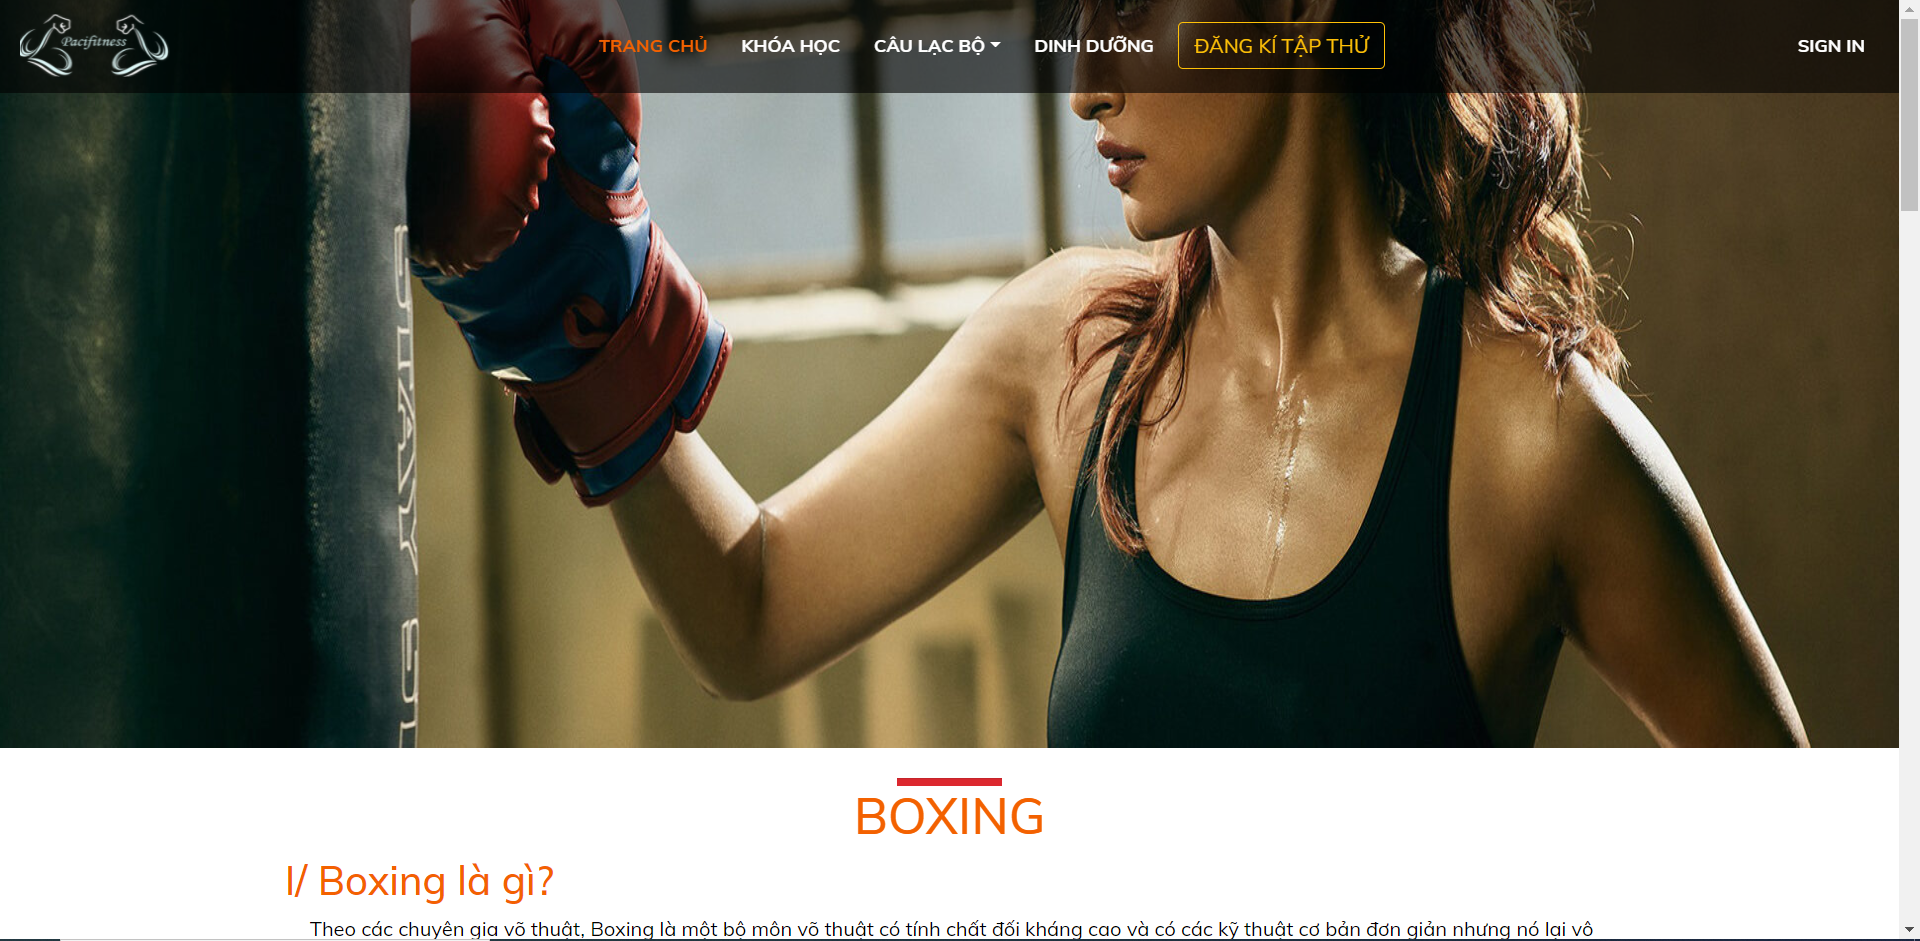 Pacifitness
TRANG CHỦ KHÓA HỌC CÂU LẠC BỘ DINH DƯỠNG ĐĂNG KÍ TẬP THỬ SIGN IN
STAY S
BOXING
I/ Boxing là gì?
Theo các chuyên gia võ thuật, Boxing là một bộ môn võ thuật có tính chất đối kháng cao và có các kỹ thuật cơ bản đơn giản nhưng nó lại vô